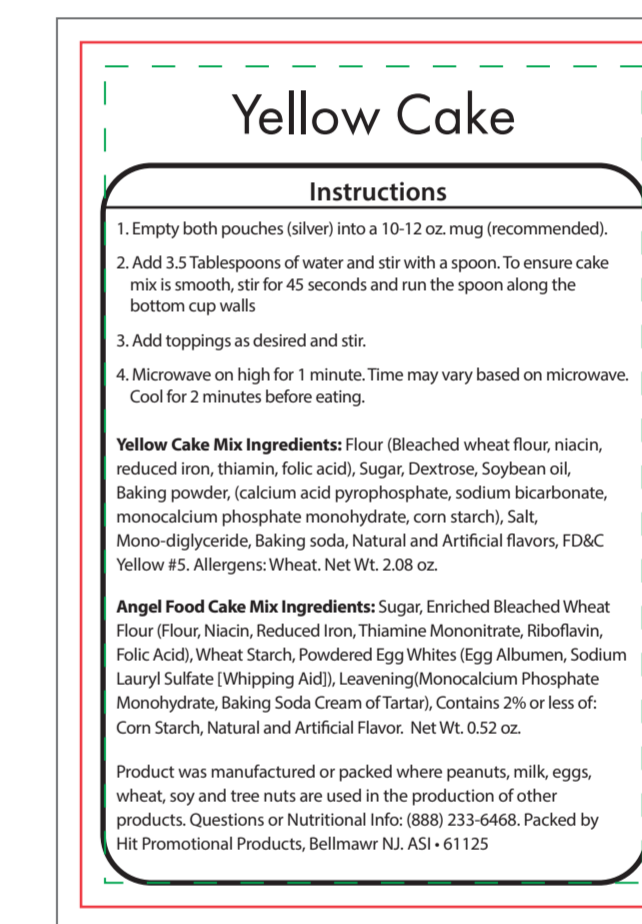 Yellow Cake
Instructions
1. Empty both pouches (silver) into a 10-12 oz. mug (recommended).
2. Add 3.5 Tablespoons of water and stir with a spoon. To ensure cake
mix is smooth, stir for 45 seconds and run the spoon along the
bottom cup walls
3. Add toppings as desired and stir.
4. Microwave on high for 1 minute. Time may vary based on microwave.
Cool for 2 minutes before eating.
Yellow Cake Mix Ingredients: Flour (Bleached wheat flour, niacin,
reduced iron, thiamin, folic acid), Sugar, Dextrose, Soybean oil,
Baking powder, (calcium acid pyrophosphate, sodium bicarbonate,
monocalcium phosphate monohydrate, corn starch), Salt,
Mono-diglyceride, Baking soda, Natural and Artificial flavors, FD&C
Yellow #5. Allergens: Wheat. Net Wt. 2.08 oz.
Angel Food Cake Mix Ingredients: Sugar, Enriched Bleached Wheat
Flour (Flour, Niacin, Reduced Iron, Thiamine Mononitrate, Riboflavin,
Folic Acid), Wheat Starch, Powdered Egg Whites (Egg Albumen, Sodium
Lauryl Sulfate [Whipping Aid]), Leavening(Monocalcium Phosphate
Monohydrate, Baking Soda Cream of Tartar), Contains 2% or less of:
Corn Starch, Natural and Artificial Flavor. Net Wt. 0.52 oz.
Product was manufactured or packed where peanuts, milk, eggs,
wheat, soy and tree nuts are used in the production of other
products. Questions or Nutritional Info: (888) 233-6468. Packed by
Hit Promotional Products, Bellmawr NJ. ASI • 61125